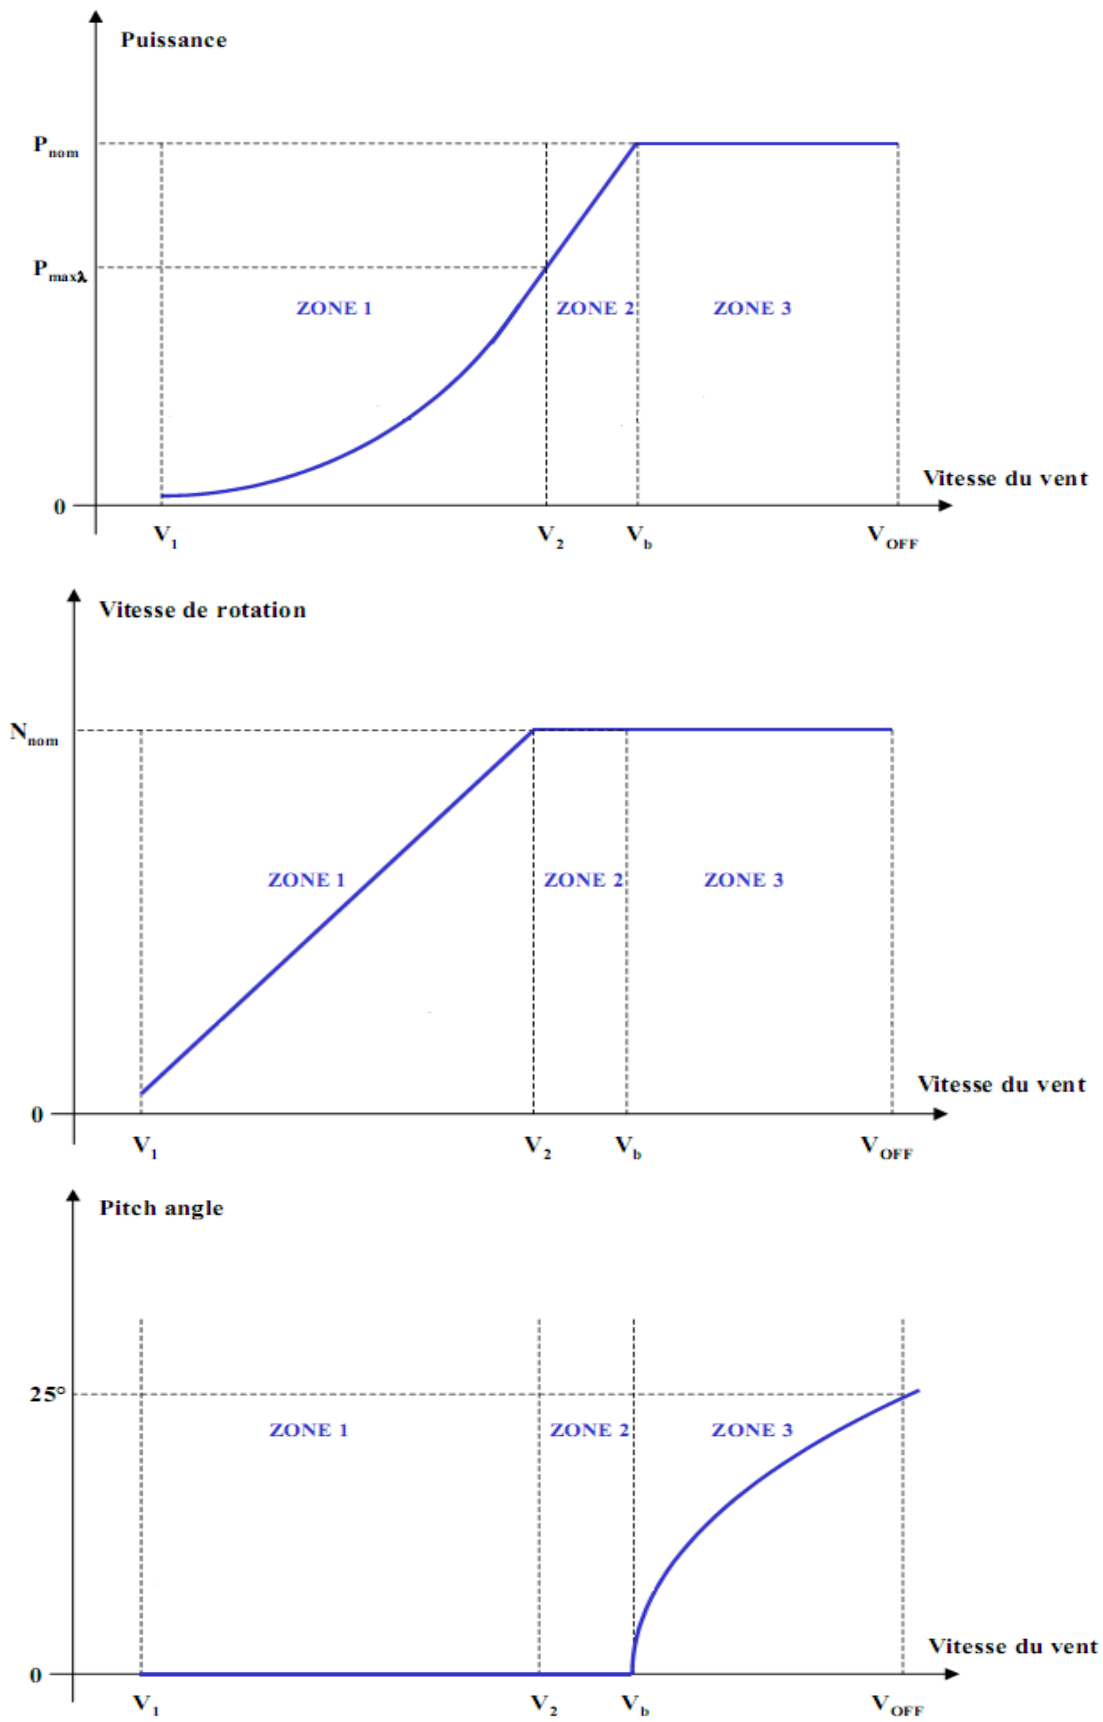 Puissance
Pnom
Pmaxλ
ZONE 1 ZONE 2 ZONE 3
Vitesse du vent
0
V1 V2 Vb VOFF
Vitesse de rotation
Nnom
ZONE 1 ZONE 2 ZONE 3
Vitesse du vent
0
V1 V2 Vb VOFF
Pitch angle
25°
ZONE 1 ZONE 2 ZONE 3
Vitesse du vent
0
V1 V2 Vb VOFF